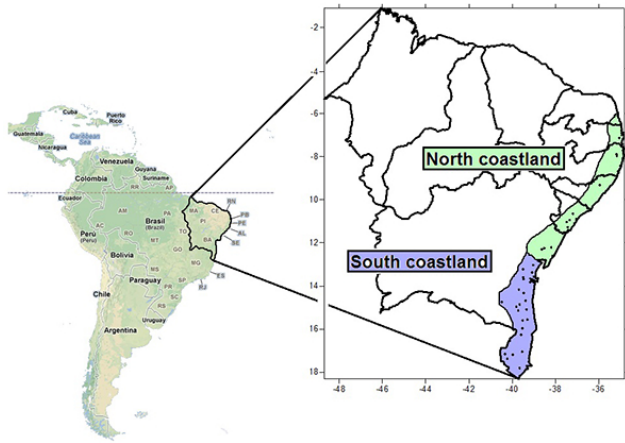 Cuba
Puerto
Rico
Guatemala
Caribbean
Sea
Nicaragua
Venezuela
Guyana
Suriname
Colombia
RR
AP
Ecuador
AM
PA
MA
CE
RN
PB
PE
AL
SE
PI
Perú
(Peru)
AC
RO
Brasil
(Brazil)
TO
BA
MT
GO
Bolivia
MG
ES
MS
SP
RJ
Paraguay
PR
SC
Chile
RS
Uruguay
Argentina
North coastland
South coastland
-2
-4
-6
-8
10
12
14
16
18
-48
-46
-44
-42
-40
-38
-36